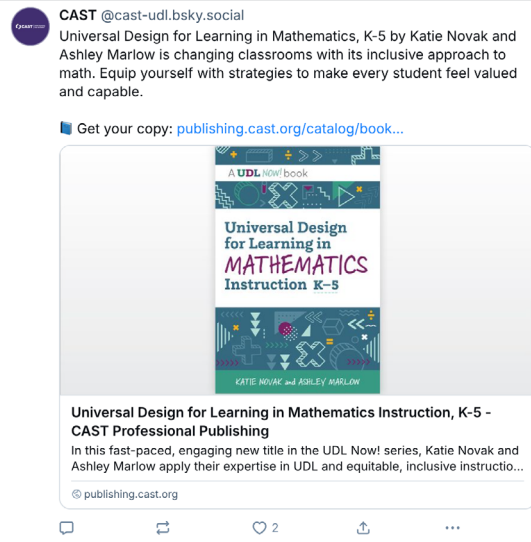 CAST @cast-udl.bsky.social
Universal Design for Learning in Mathematics, K-5 by Katie Novak and
Ashley Marlow is changing classrooms with its inclusive approach to
math. Equip yourself with strategies to make every student feel valued
and capable.
📘 Get your copy: publishing.cast.org/catalog/book...
A UDL NOW! book
Universal Design
for Learning in
MATHEMATICS
Instruction K–5
KATIE NOVAK and ASHLEY MARLOW
Universal Design for Learning in Mathematics Instruction, K-5 -
CAST Professional Publishing
In this fast-paced, engaging new title in the UDL Now! series, Katie Novak and
Ashley Marlow apply their expertise in UDL and equitable, inclusive instructio...
publishing.cast.org
2